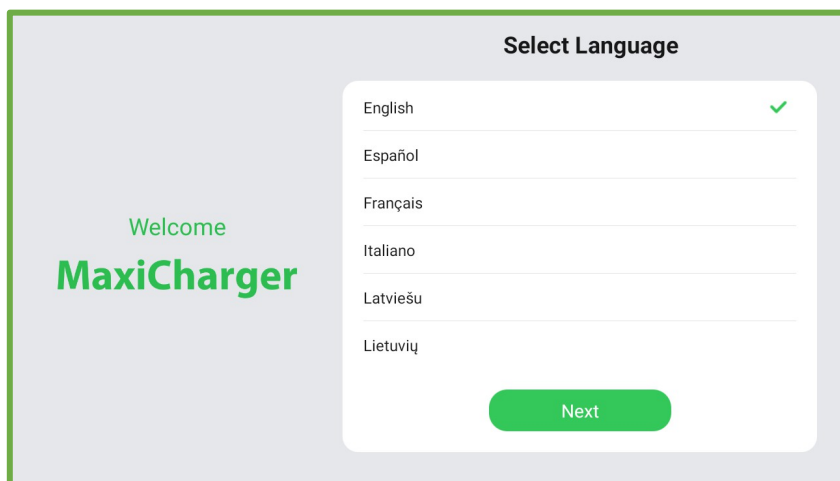 Select Language
English
Español
Français
Welcome
Italiano
MaxiCharger
Latviešu
Lietuvių
Next